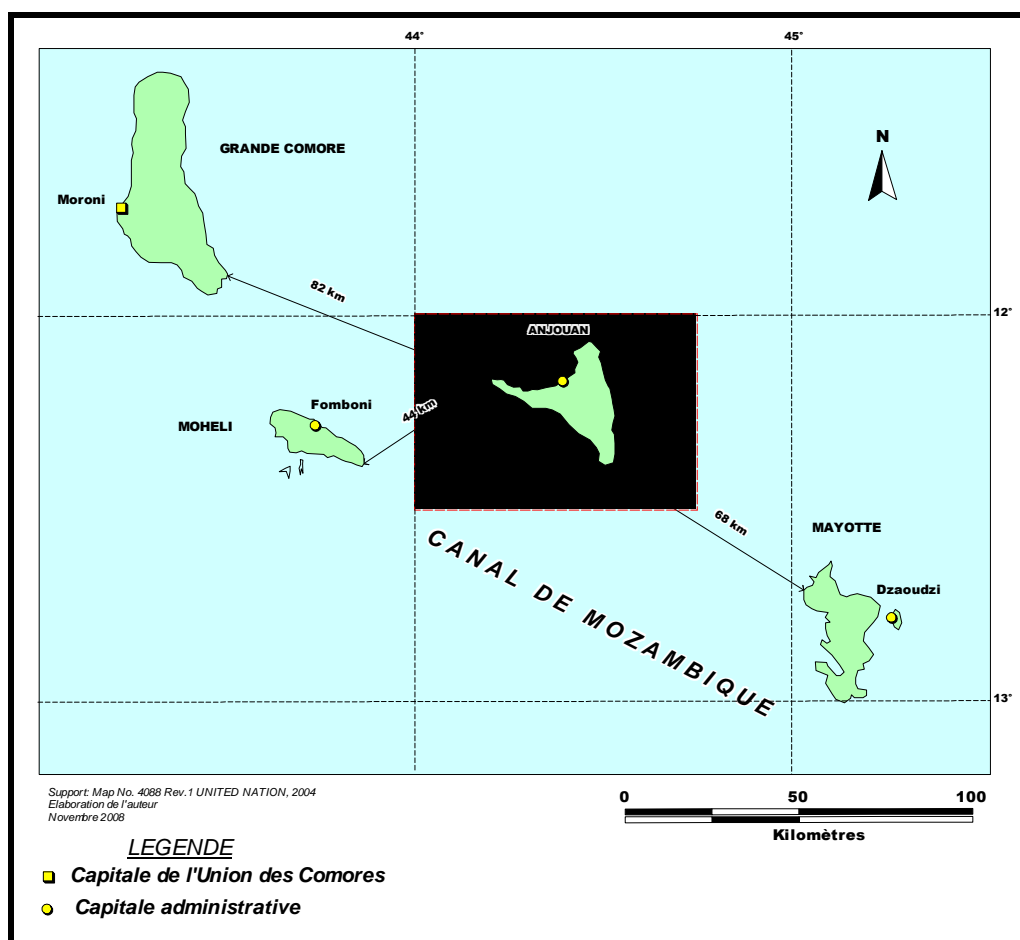 44°
45°
GRANDE COMORE
N
Moroni
82 km
12°
ANJOUAN
Fomboni
44 km
MOHELI
68 km
MAYOTTE
CANAL DE MOZAMBIQUE
Dzaoudzi
13°
Support: Map No. 4088 Rev.1 UNITED NATION, 2004
Elaboration de l'auteur
Novembre 2008
0 50 100
Kilomètres
LEGENDE
Capitale de l'Union des Comores
Capitale administrative